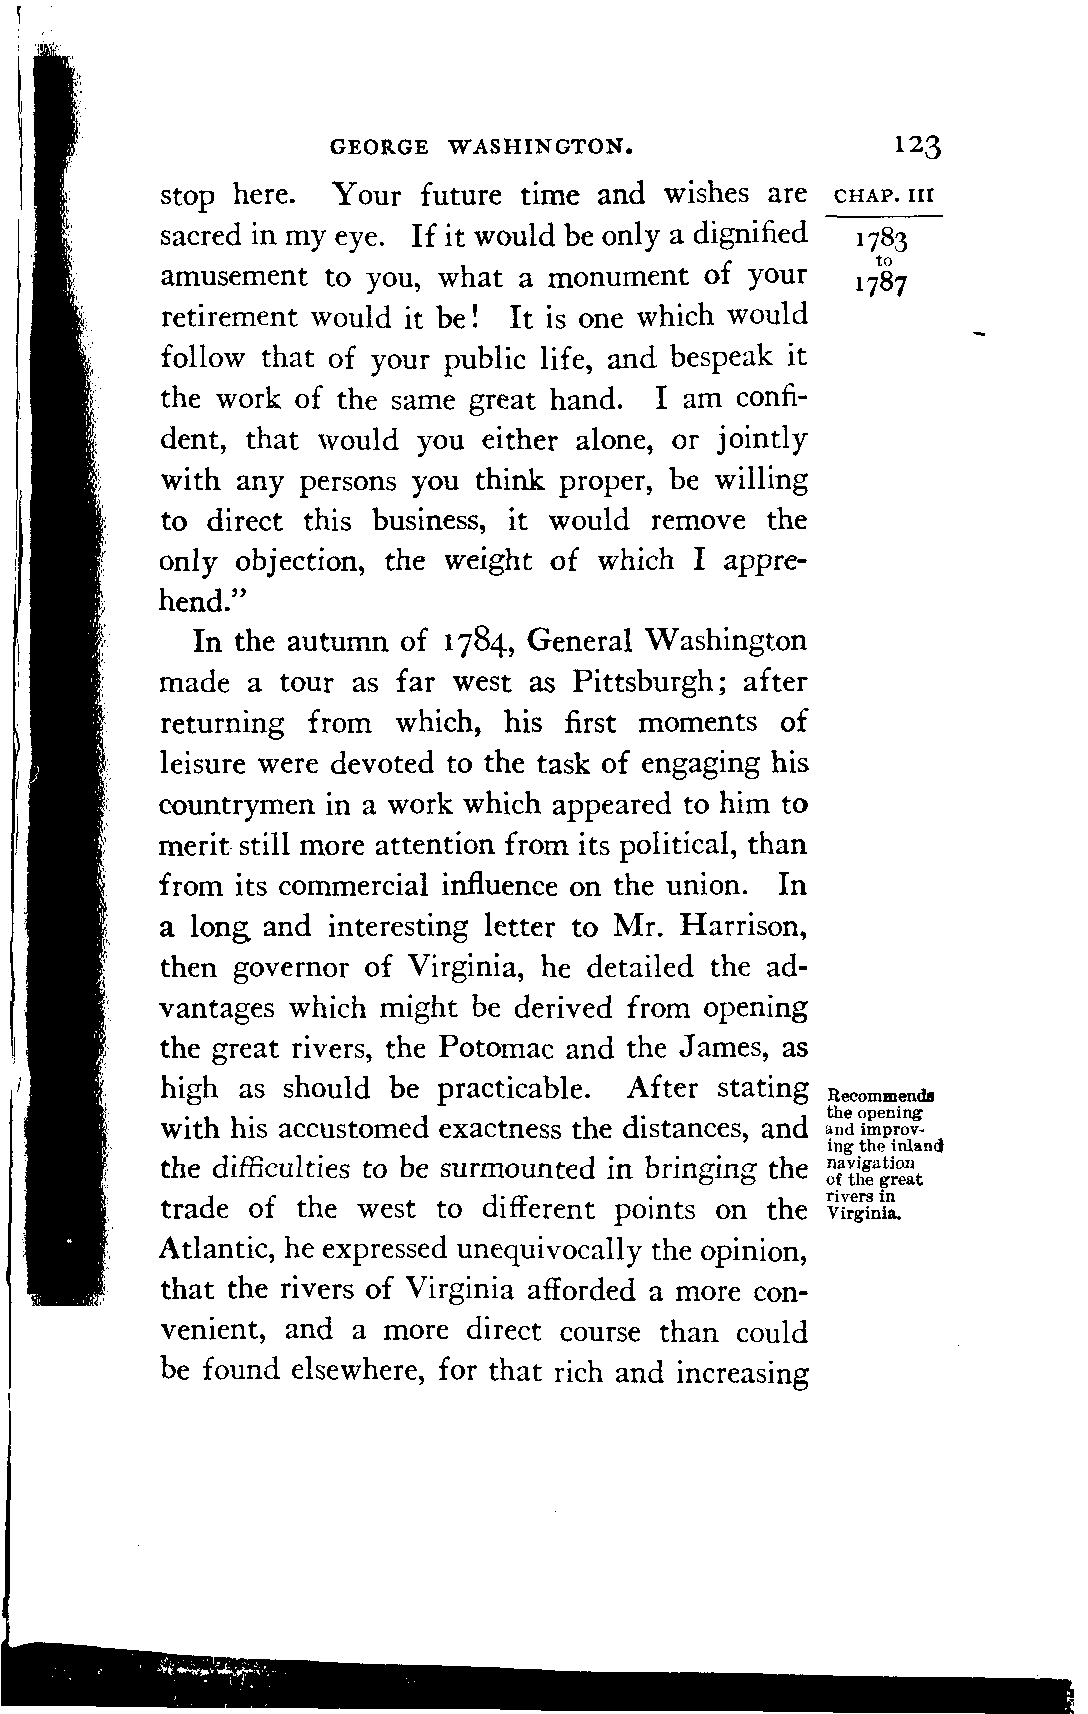 GEORGE WASHINGTON. 123
stop here. Your future time and wishes are
sacred in my eye. If it would be only a dignified
amusement to you, what a monument of your
retirement would it be! It is one which would
follow that of your public life, and bespeak it
the work of the same great hand. I am confi-
dent, that would you either alone, or jointly
with any persons you think proper, be willing
to direct this business, it would remove the
only objection, the weight of which I appre-
hend.”
In the autumn of 1784, General Washington
made a tour as far west as Pittsburgh; after
returning from which, his first moments of
leisure were devoted to the task of engaging his
countrymen in a work which appeared to him to
merit still more attention from its political, than
from its commercial influence on the union. In
a long and interesting letter to Mr. Harrison,
then governor of Virginia, he detailed the ad-
vantages which might be derived from opening
the great rivers, the Potomac and the James, as
high as should be practicable. After stating
with his accustomed exactness the distances, and
the difficulties to be surmounted in bringing the
trade of the west to different points on the
Atlantic, he expressed unequivocally the opinion,
that the rivers of Virginia afforded a more con-
venient, and a more direct course than could
be found elsewhere, for that rich and increasing
CHAP. III
1783
to
1787
Recommends
the opening
and improv-
ing the inland
navigation
of the great
rivers in
Virginia.